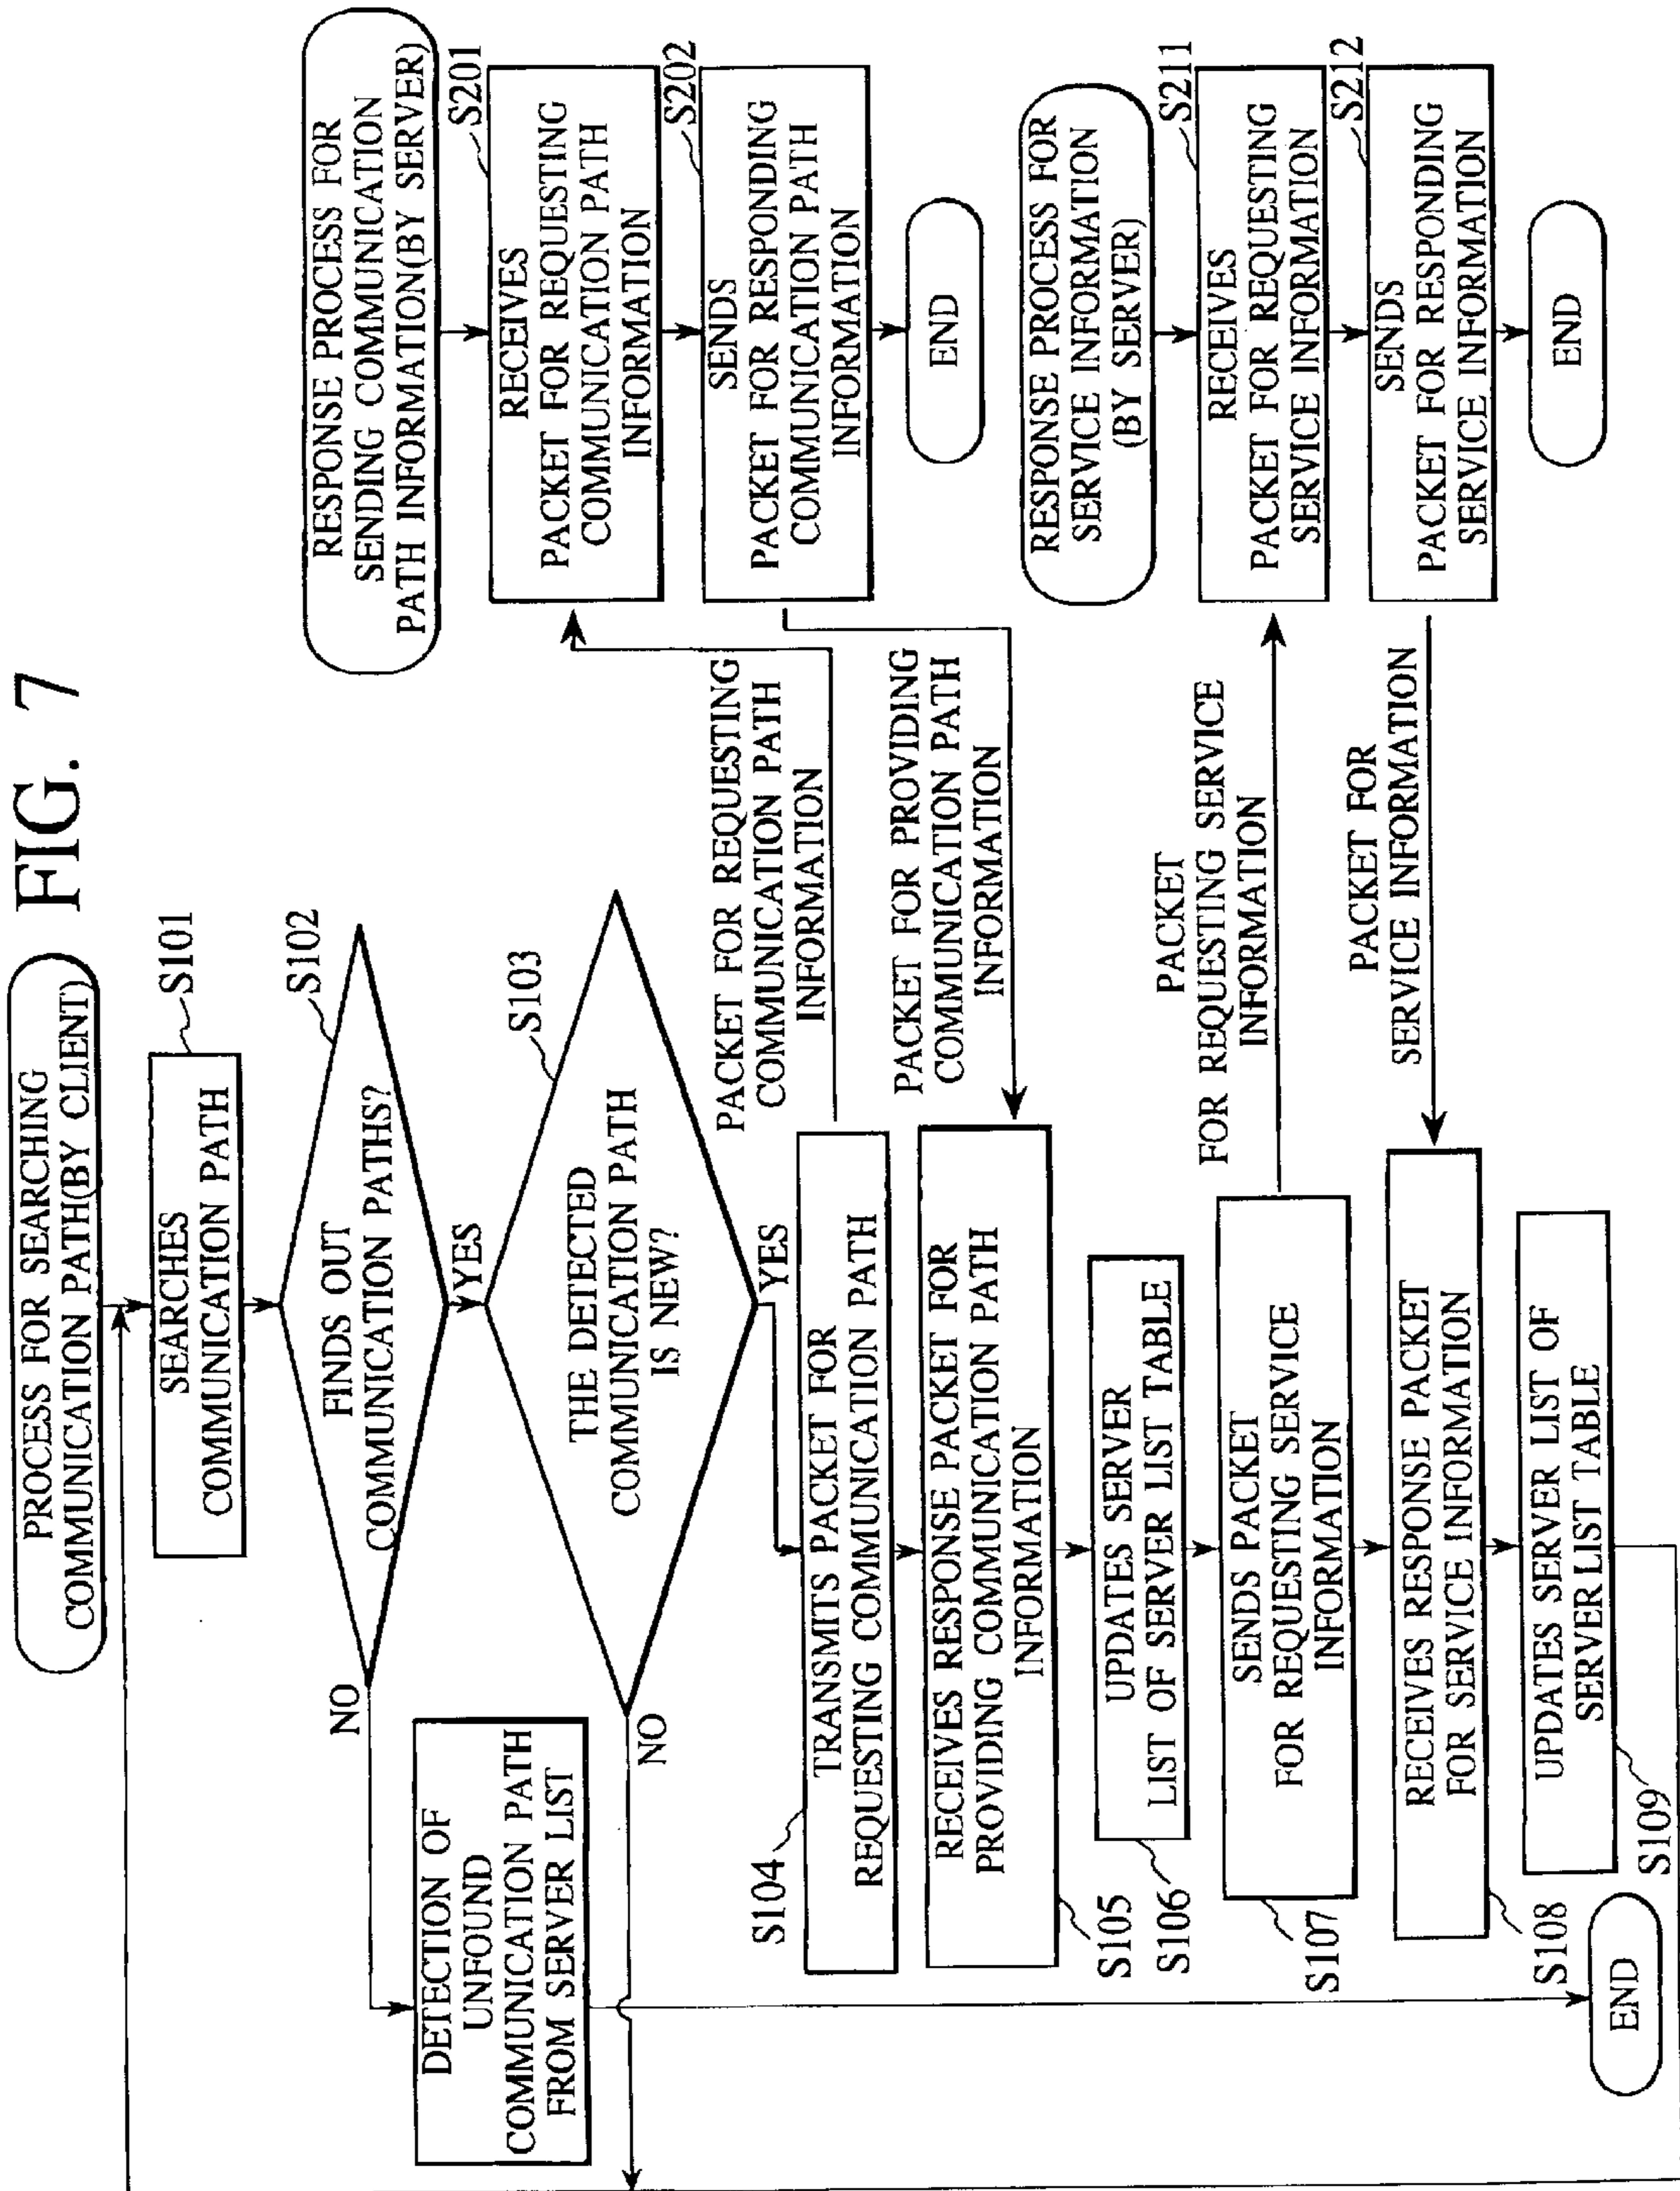 FIG. 7
PROCESS FOR SEARCHING
COMMUNICATION PATH(BY CLIENT)
SEARCHES
COMMUNICATION PATH
S101
FINDS OUT
COMMUNICATION PATHS?
S102
NO
YES
DETECTION OF
UNFOUND
COMMUNICATION PATH
FROM SERVER LIST
THE DETECTED
COMMUNICATION PATH
IS NEW?
S103
NO
YES
S104
TRANSMITS PACKET FOR
REQUESTING COMMUNICATION PATH
PACKET FOR REQUESTING
COMMUNICATION PATH
INFORMATION
RECEIVES RESPONSE PACKET FOR
PROVIDING COMMUNICATION PATH
INFORMATION
S105
PACKET FOR PROVIDING
COMMUNICATION PATH
INFORMATION
UPDATES SERVER
LIST OF SERVER LIST TABLE
S106
SENDS PACKET
FOR REQUESTING SERVICE
INFORMATION
S107
PACKET
FOR REQUESTING SERVICE
INFORMATION
RECEIVES RESPONSE PACKET
FOR SERVICE INFORMATION
S108
PACKET FOR
SERVICE INFORMATION
UPDATES SERVER LIST OF
SERVER LIST TABLE
S109
END
RESPONSE PROCESS FOR
SENDING COMMUNICATION
PATH INFORMATION(BY SERVER)
S201
RECEIVES
PACKET FOR REQUESTING
COMMUNICATION PATH
INFORMATION
S202
SENDS
PACKET FOR RESPONDING
COMMUNICATION PATH
INFORMATION
END
RESPONSE PROCESS FOR
SERVICE INFORMATION
(BY SERVER)
S211
RECEIVES
PACKET FOR REQUESTING
SERVICE INFORMATION
S212
SENDS
PACKET FOR RESPONDING
SERVICE INFORMATION
END